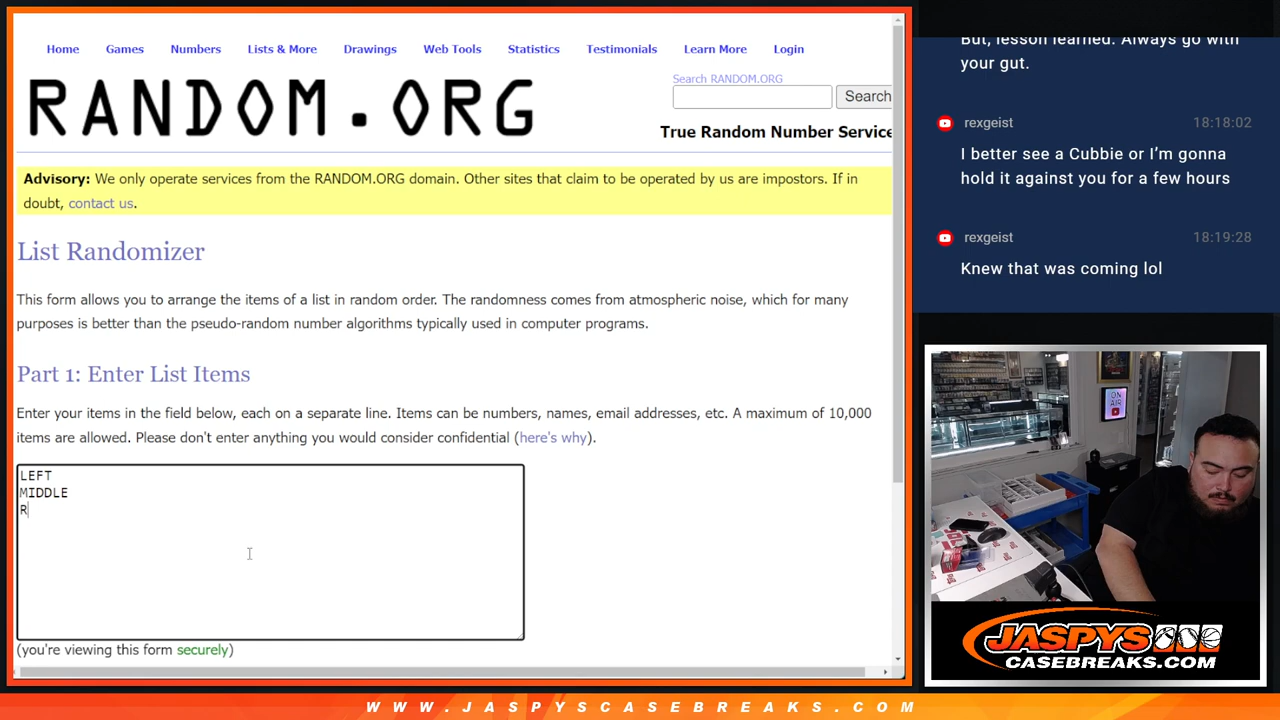 Home Games Numbers Lists & More Drawings Web Tools Statistics Testimonials Learn More Login
RANDOM.ORG
Search RANDOM.ORG
Search
True Random Number Service
Advisory: We only operate services from the RANDOM.ORG domain. Other sites that claim to be operated by us are impostors. If in
doubt, contact us.
List Randomizer
This form allows you to arrange the items of a list in random order. The randomness comes from atmospheric noise, which for many
purposes is better than the pseudo-random number algorithms typically used in computer programs.
Part 1: Enter List Items
Enter your items in the field below, each on a separate line. Items can be numbers, names, email addresses, etc. A maximum of 10,000
items are allowed. Please don't enter anything you would consider confidential (here's why).
LEFT
MIDDLE
R
(you're viewing this form securely)
But, lesson learned. Always go with
your gut.
rexgeist 18:18:02
I better see a Cubbie or I’m gonna
hold it against you for a few hours
rexgeist 18:19:28
Knew that was coming lol
ON
AIR
JASPYS
CASEBREAKS.COM
WWW.JASPYSCASEBREAKS.COM